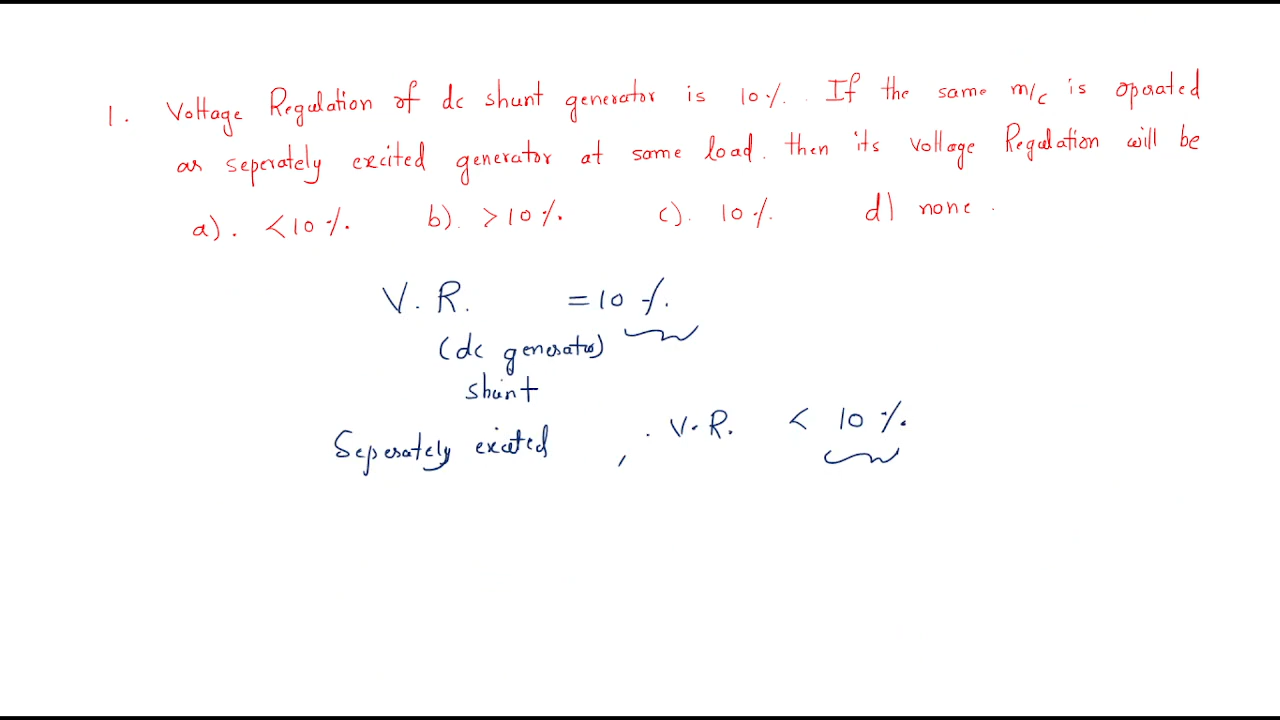 1. Voltage Regulation of dc shunt generator is 10%. If the same m/c is operated
as seperately excited generator at same load. then its voltage Regulation will be
a). <10%. b). >10%. c). 10%. d) none.
V. R. = 10%.
(dc generator)
shunt
Seperately excited , V.R. < 10%.